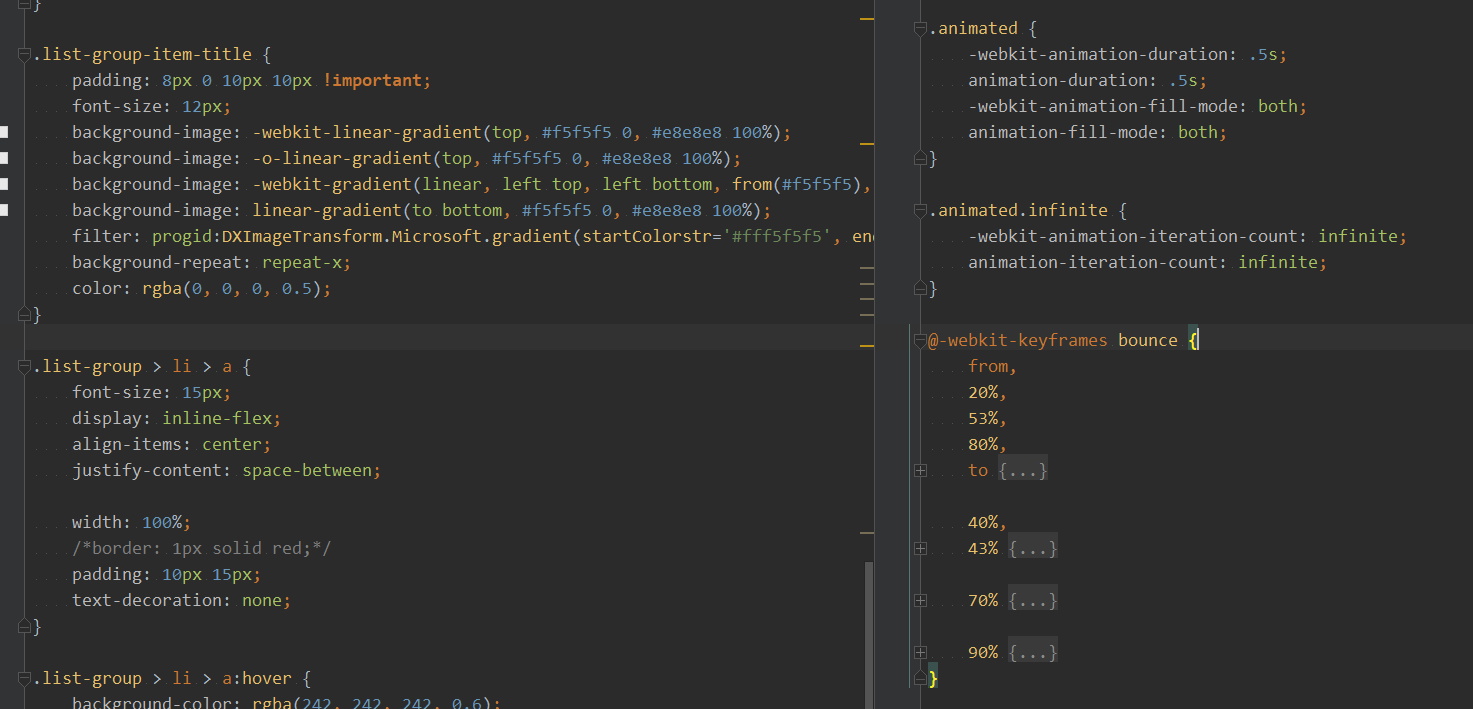 }
.list-group-item-title {
    padding: 8px 0 10px 10px !important;
    font-size: 12px;
    background-image: -webkit-linear-gradient(top, #f5f5f5 0, #e8e8e8 100%);
    background-image: -o-linear-gradient(top, #f5f5f5 0, #e8e8e8 100%);
    background-image: -webkit-gradient(linear, left top, left bottom, from(#f5f5f5),
    background-image: linear-gradient(to bottom, #f5f5f5 0, #e8e8e8 100%);
    filter: progid:DXImageTransform.Microsoft.gradient(startColorstr='#fff5f5f5', en
    background-repeat: repeat-x;
    color: rgba(0, 0, 0, 0.5);
}
.list-group > li > a {
    font-size: 15px;
    display: inline-flex;
    align-items: center;
    justify-content: space-between;
    width: 100%;
    /*border: 1px solid red;*/
    padding: 10px 15px;
    text-decoration: none;
}
.list-group > li > a:hover {
    background-color: rgba(242, 242, 242, 0.6);
.animated {
    -webkit-animation-duration: .5s;
    animation-duration: .5s;
    -webkit-animation-fill-mode: both;
    animation-fill-mode: both;
}
.animated.infinite {
    -webkit-animation-iteration-count: infinite;
    animation-iteration-count: infinite;
}
@-webkit-keyframes bounce {
    from,
    20%,
    53%,
    80%,
    to {...}
    40%,
    43% {...}
    70% {...}
    90% {...}
}